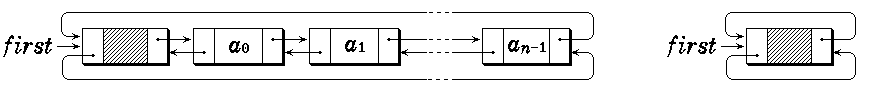 first a₀ a₁ aₙ₋₁ first